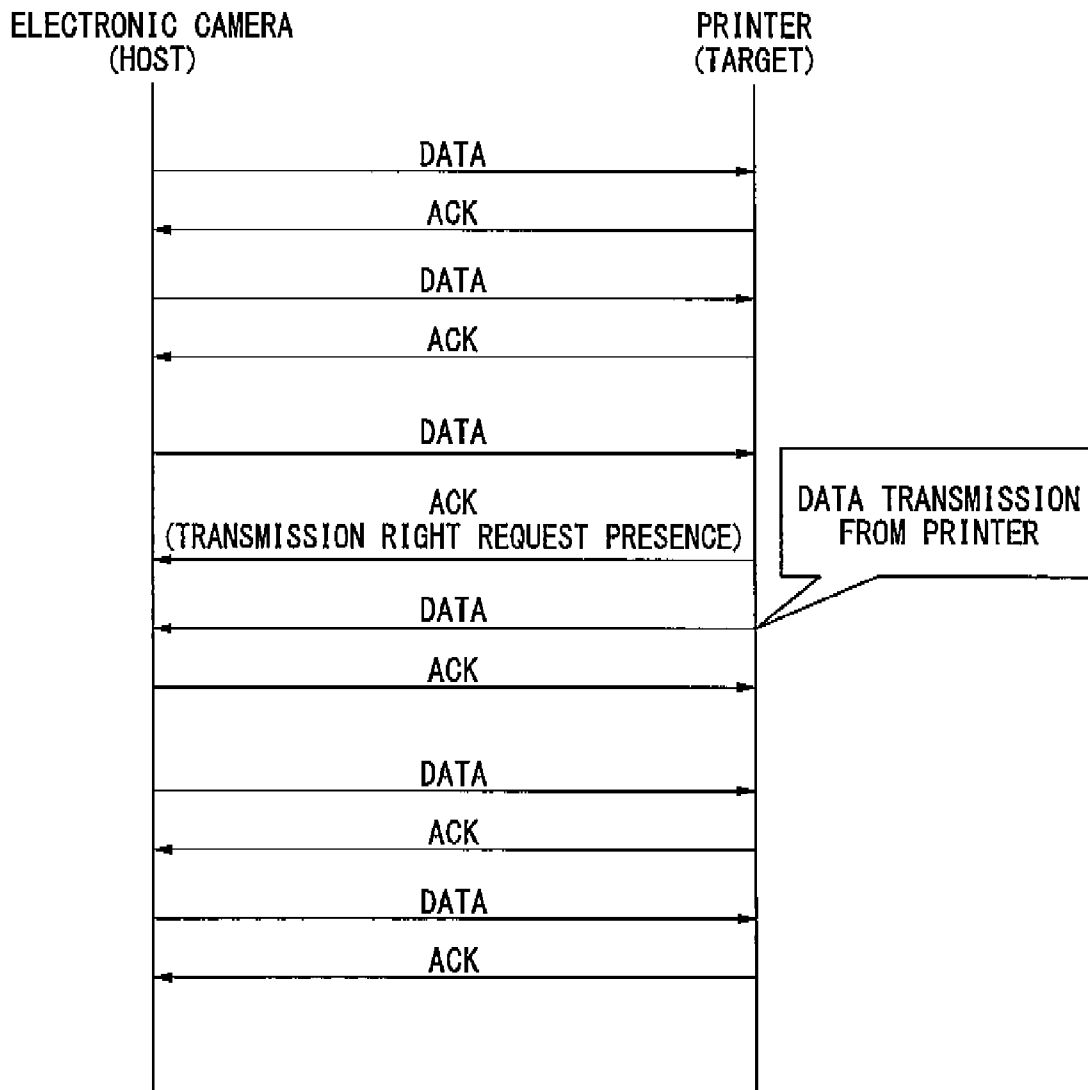 ELECTRONIC CAMERA
(HOST)
PRINTER
(TARGET)
DATA
ACK
DATA
ACK
DATA
ACK
(TRANSMISSION RIGHT REQUEST PRESENCE)
DATA TRANSMISSION
FROM PRINTER
DATA
ACK
DATA
ACK
DATA
ACK